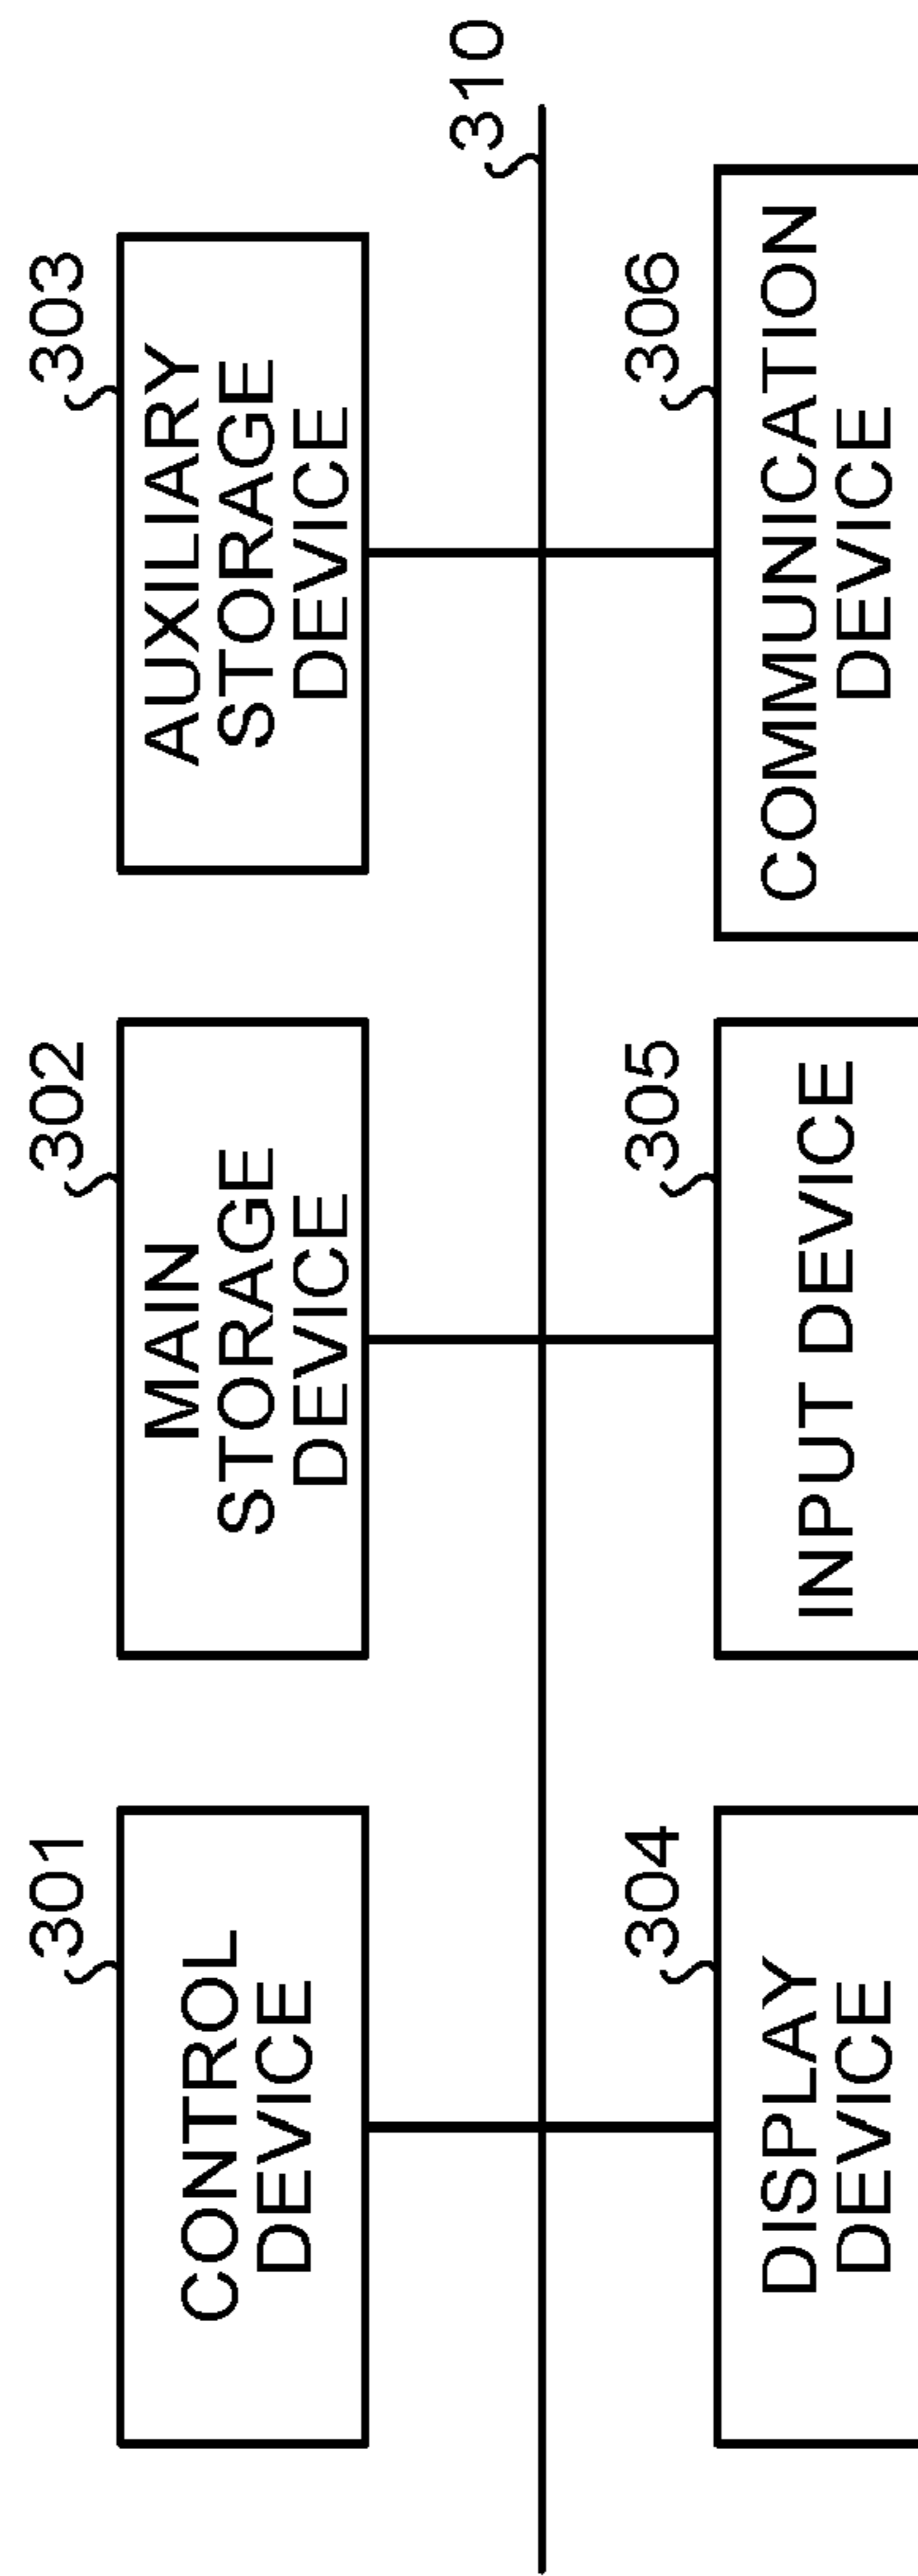 301
CONTROL
DEVICE
302
MAIN
STORAGE
DEVICE
303
AUXILIARY
STORAGE
DEVICE
310
304
DISPLAY
DEVICE
305
INPUT DEVICE
306
COMMUNICATION
DEVICE